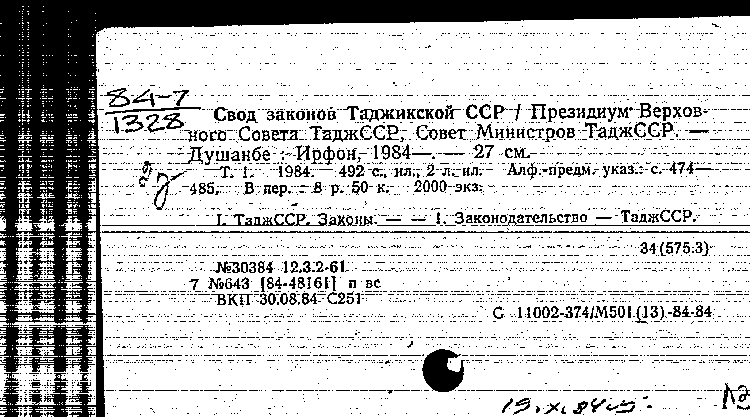 84-7
1328
Свод законов Таджикской ССР / Президиум Верхов-
ного Совета ТаджССР, Совет Министров ТаджССР. —
Душанбе : Ирфон, 1984—. — 27 см.
Т. 1. 1984. 492 с., ил., 2 л. ил. Алф.-предм. указ.: с. 474—
485. В пер. : 8 р. 50 к. 2000 экз.
I. ТаджССР. Законы. — — 1. Законодательство — ТаджССР.
34(575.3)
№30384 12.3.2-61
7 №643 [84-48161] п вс
ВКП 30.08.84 С251
С 11002-374/М501(13)-84-84